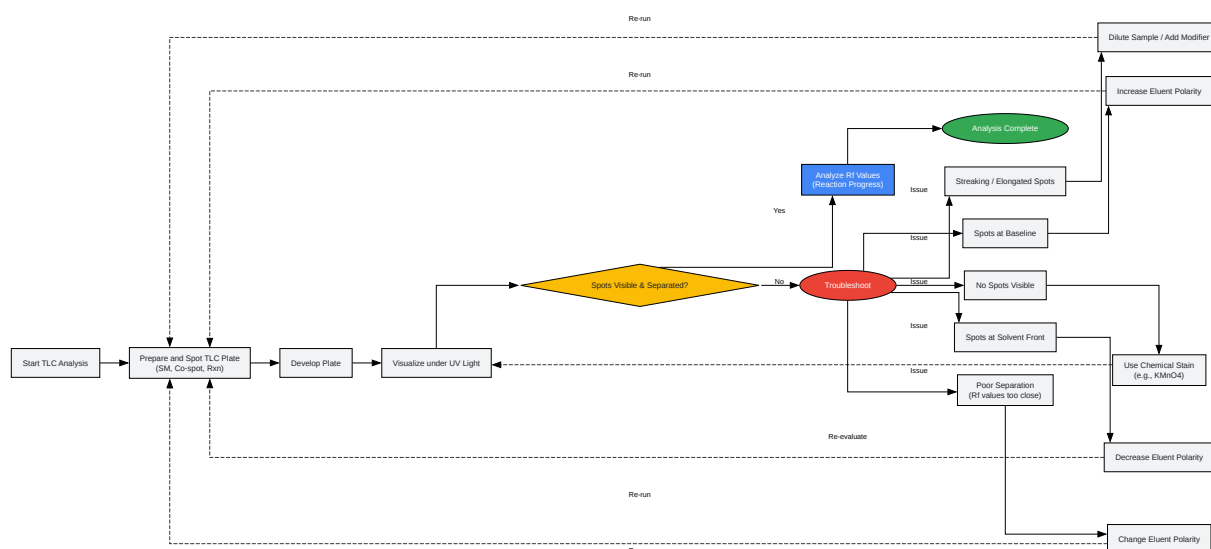 Re-run
Dilute Sample / Add Modifier
Re-run
Increase Eluent Polarity
Analysis Complete
Analyze Rf Values
(Reaction Progress)
Issue
Streaking / Elongated Spots
Yes
Issue
Spots at Baseline
Spots Visible & Separated?
No
Troubleshoot
Issue
No Spots Visible
Issue
Spots at Solvent Front
Start TLC Analysis
Prepare and Spot TLC Plate
(SM, Co-spot, Rxn)
Develop Plate
Visualize under UV Light
Issue
Use Chemical Stain
(e.g., KMnO4)
Poor Separation
(Rf values too close)
Re-evaluate
Decrease Eluent Polarity
Re-run
Change Eluent Polarity